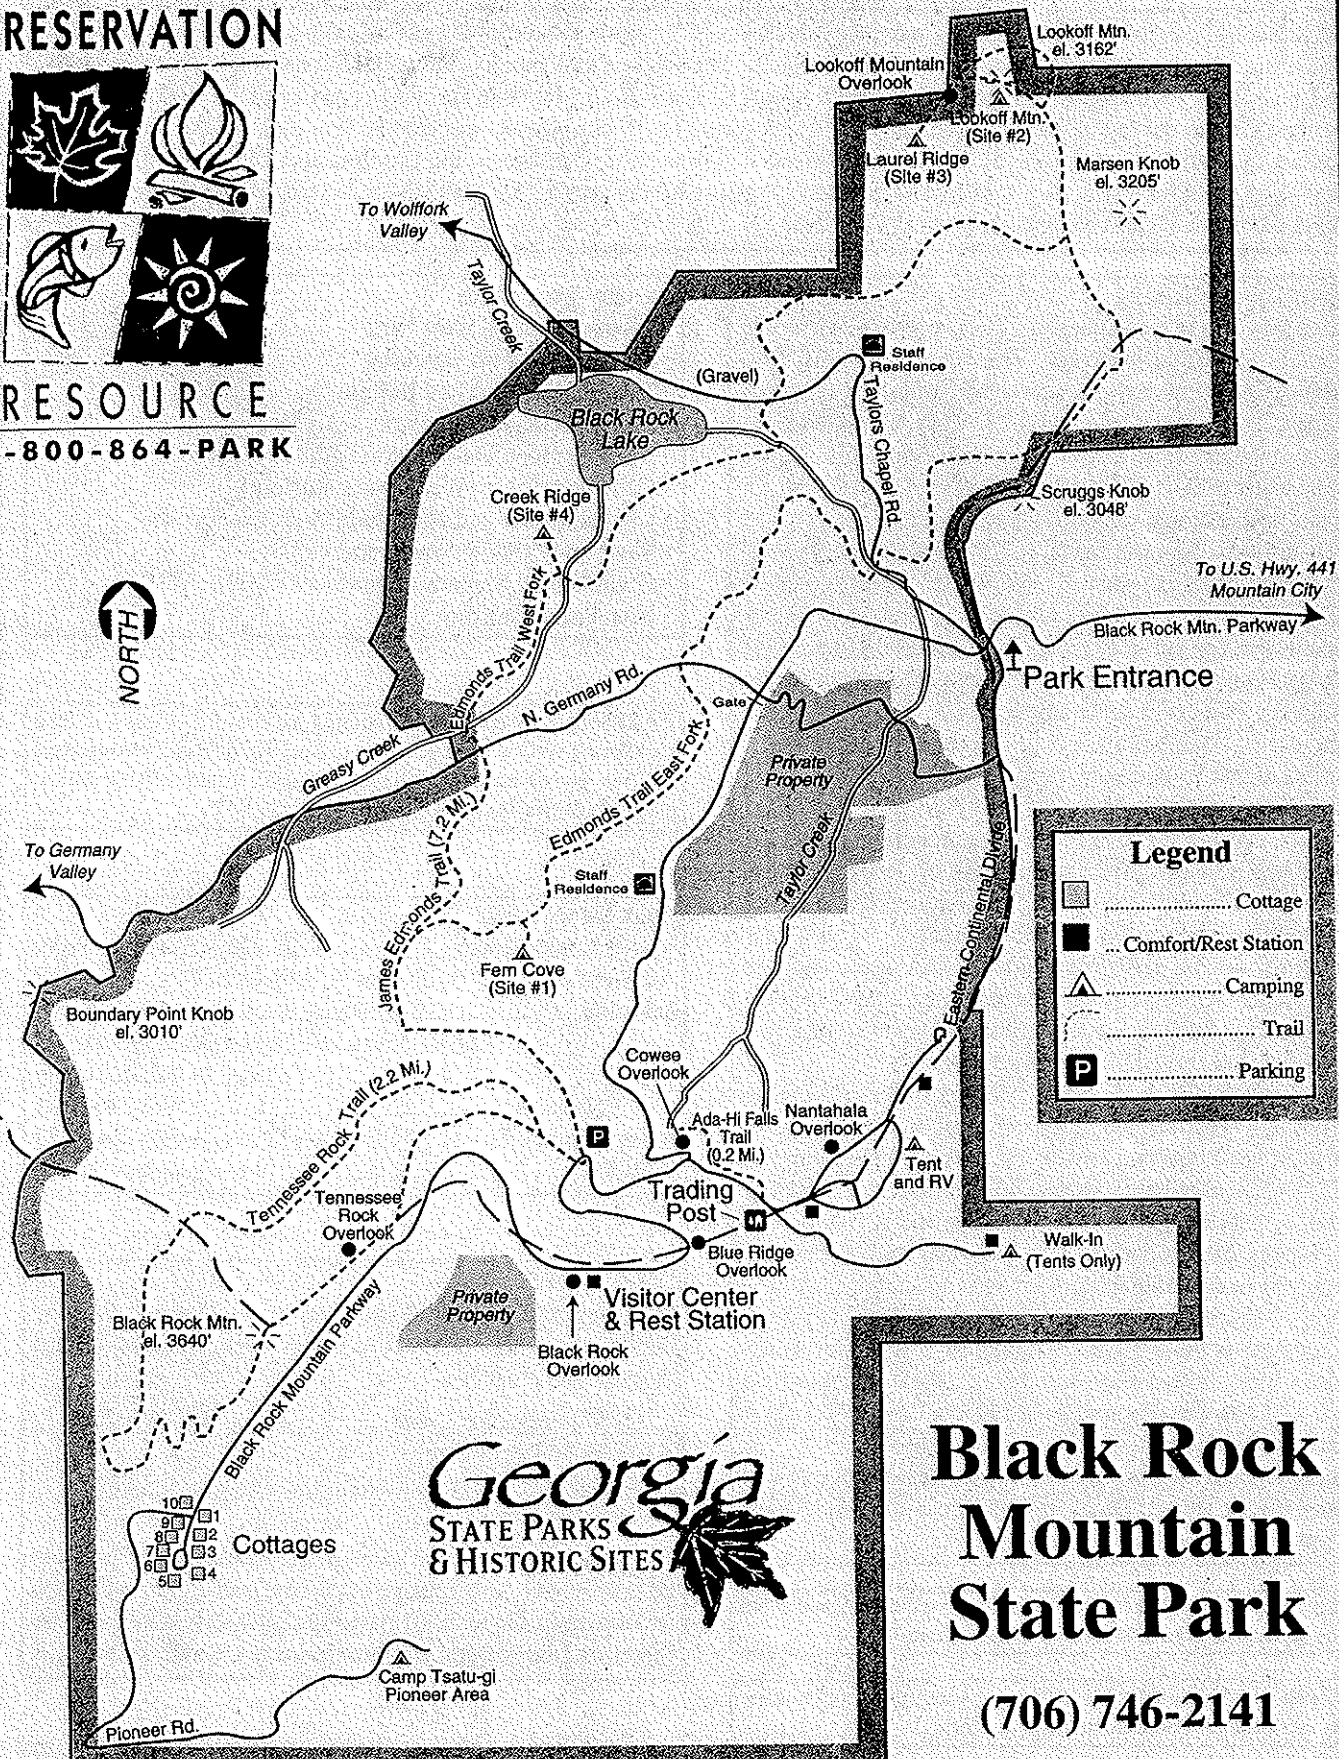 RESERVATION
RESOURCE
-800-864-PARK
Lookoff Mtn.
el. 3162'
Lookoff Mountain
Overlook
Lookoff Mtn.
(Site #2)
Laurel Ridge
(Site #3)
Marsen Knob
el. 3205'
To Wolffork
Valley
Taylor Creek
(Gravel)
Staff
Residence
Black Rock
Lake
Taylors Chapel Rd.
Creek Ridge
(Site #4)
Scruggs Knob
el. 3048'
NORTH
To U.S. Hwy. 441
Mountain City
Black Rock Mtn. Parkway
Park Entrance
Edmonds Trail West Fork
N. Germany Rd.
Gate
Greasy Creek
Private
Property
Edmonds Trail East Fork
James Edmonds Trail (7.2 Mi.)
Taylor Creek
Eastern Continental Divide
To Germany
Valley
Staff
Residence
Fern Cove
(Site #1)
Boundary Point Knob
el. 3010'
Legend
Cottage
Comfort/Rest Station
Camping
Trail
P
Parking
Cowee
Overlook
Tennessee Rock Trail (2.2 Mi.)
P
Ada-Hi Falls
Trail
(0.2 Mi.)
Nantahala
Overlook
Tent
and RV
Trading
Post
Tennessee
Rock
Overlook
Blue Ridge
Overlook
Walk-In
(Tents Only)
Private
Property
Visitor Center
& Rest Station
Black Rock
Overlook
Black Rock Mtn.
el. 3640'
Black Rock Mountain Parkway
Georgia
STATE PARKS
& HISTORIC SITES
10
9
8
7
6
5
1
2
3
4
Cottages
Camp Tsatu-gi
Pioneer Area
Pioneer Rd.
Black Rock
Mountain
State Park
(706) 746-2141